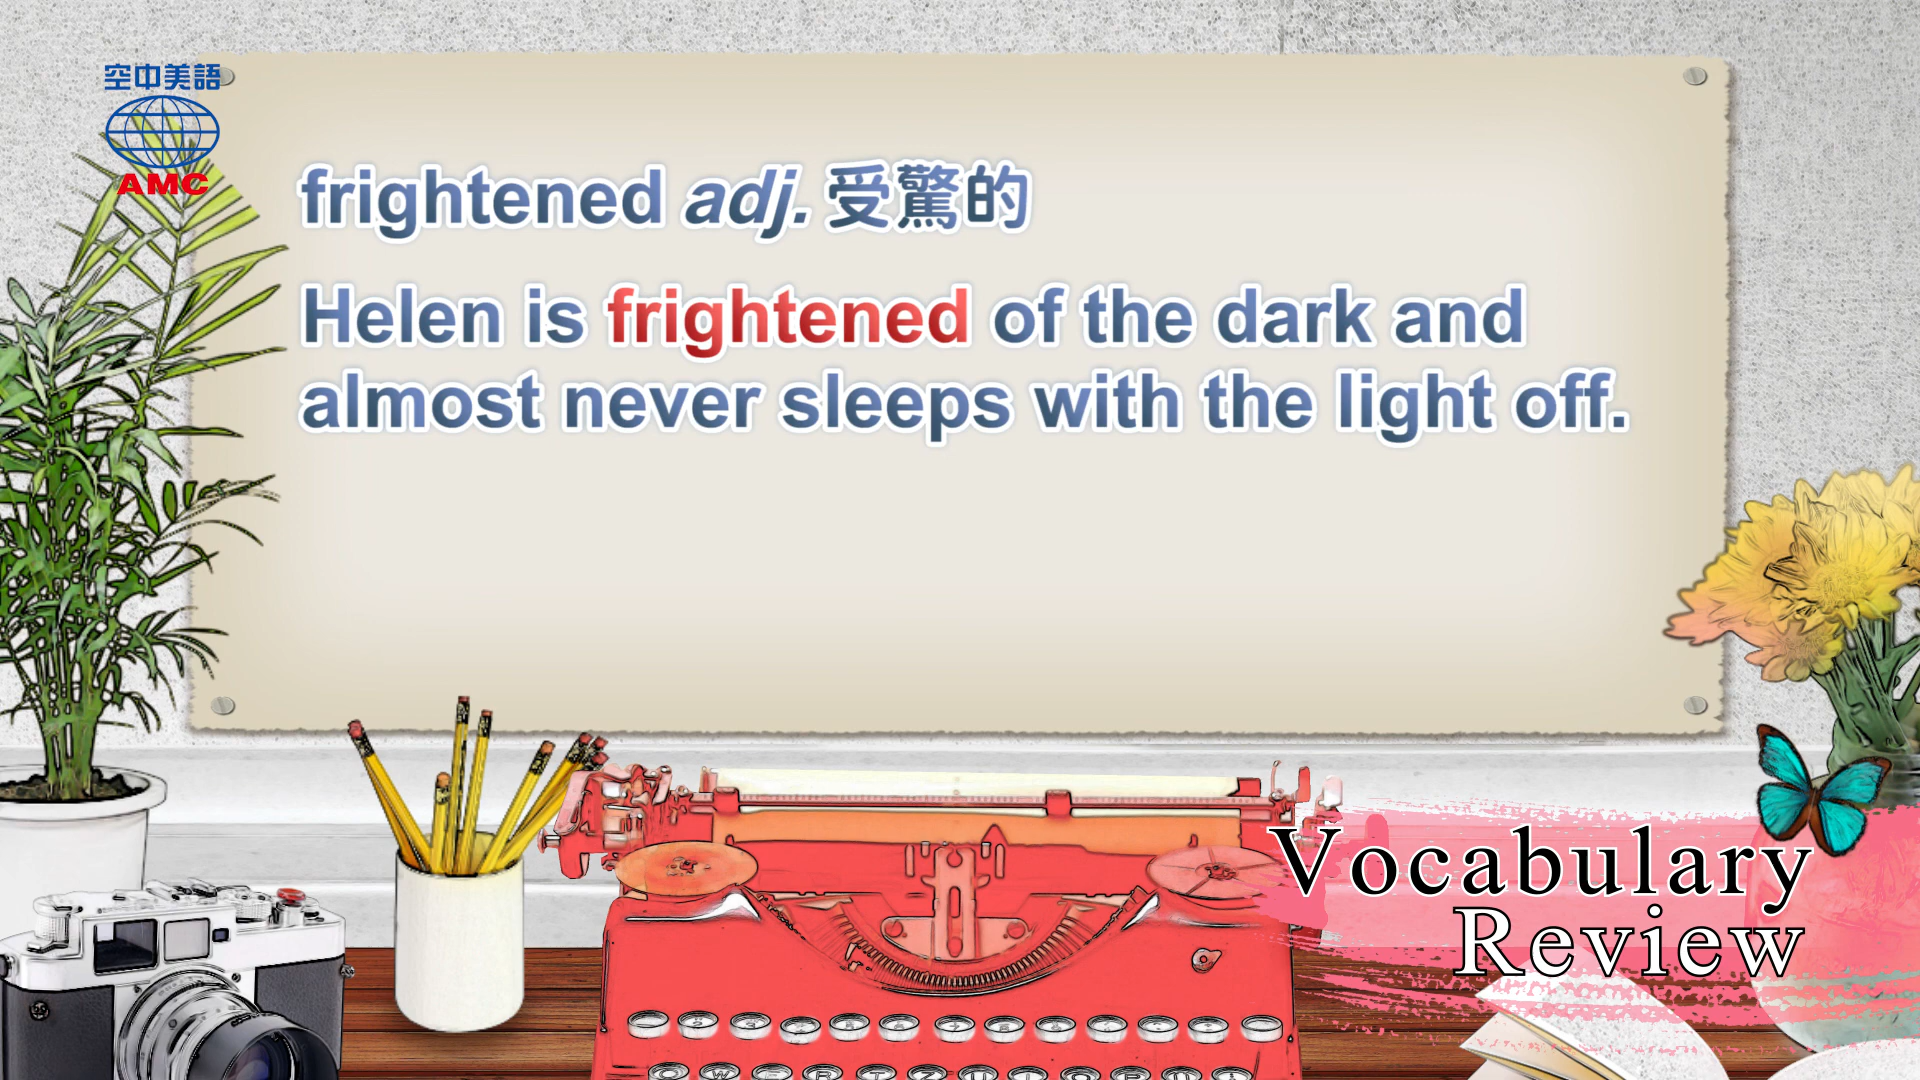 空中美語
AMC
frightened adj. 受驚的
Helen is frightened of the dark and
almost never sleeps with the light off.
Vocabulary
Review